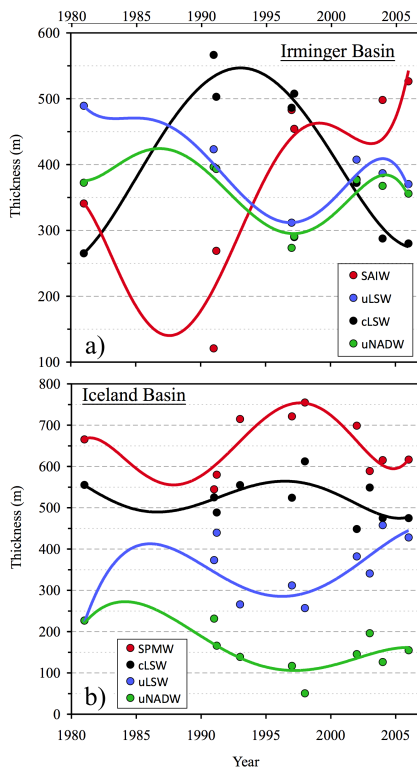 1980 1985 1990 1995 2000 2005
600
500
400
300
200
100
Thickness (m)
Irminger Basin
SAIW
uLSW
cLSW
uNADW
a)
800
700
600
500
400
300
200
100
0
Thickness (m)
Iceland Basin
SPMW
cLSW
uLSW
uNADW
b)
1980 1985 1990 1995 2000 2005
Year